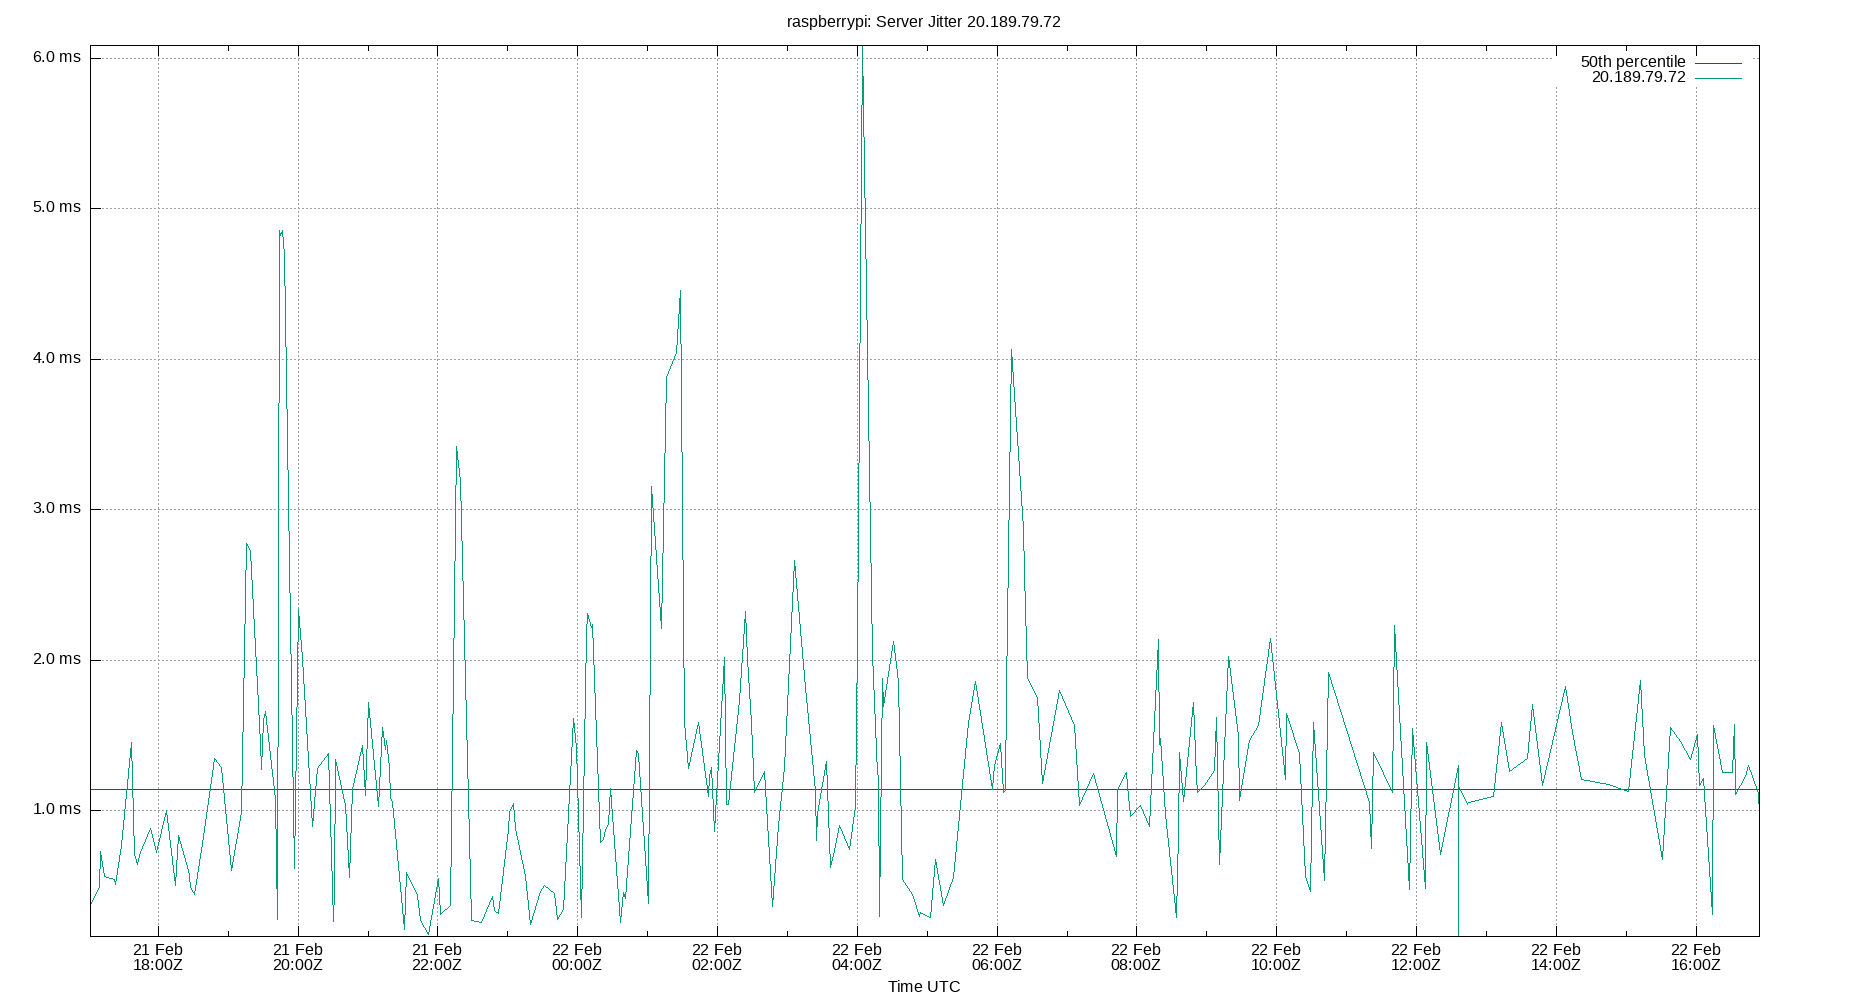 raspberrypi: Server Jitter 20.189.79.72
6.0 ms
5.0 ms
4.0 ms
3.0 ms
2.0 ms
1.0 ms
50th percentile
20.189.79.72
21 Feb
18:00Z
21 Feb
20:00Z
21 Feb
22:00Z
22 Feb
00:00Z
22 Feb
02:00Z
22 Feb
04:00Z
22 Feb
06:00Z
22 Feb
08:00Z
22 Feb
10:00Z
22 Feb
12:00Z
22 Feb
14:00Z
22 Feb
16:00Z
Time UTC